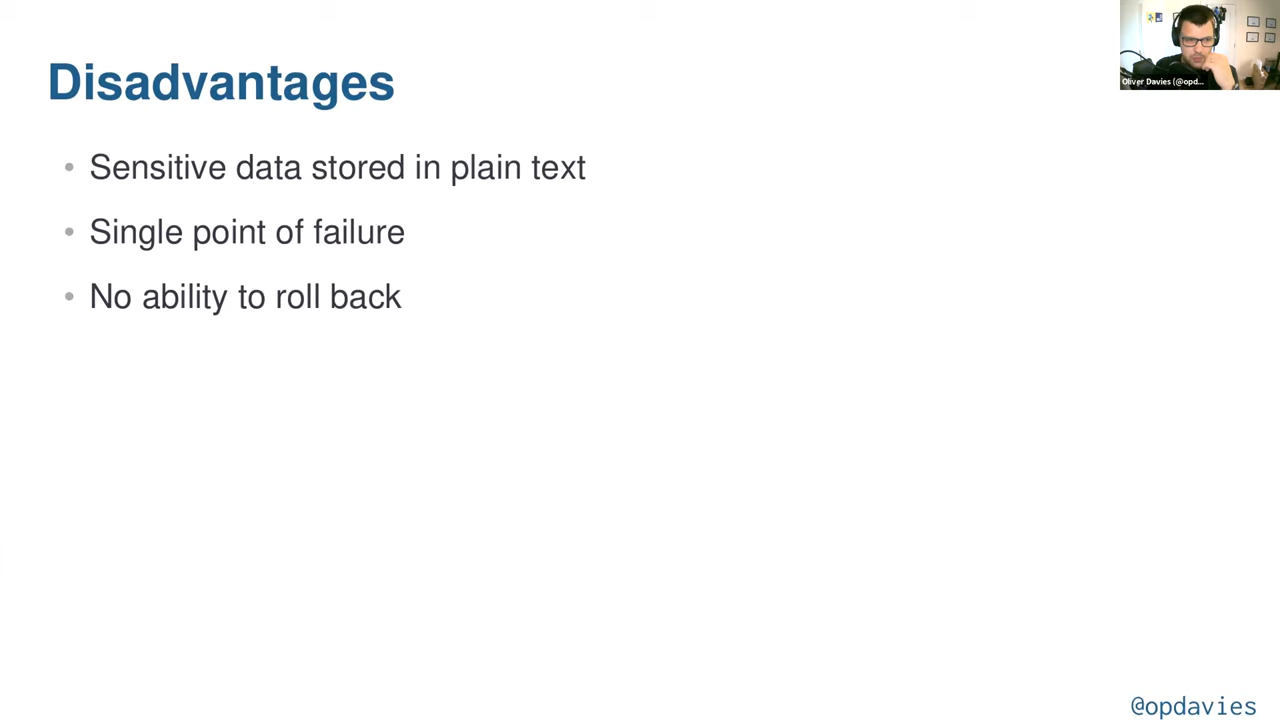 Disadvantages
• Sensitive data stored in plain text
• Single point of failure
• No ability to roll back
Oliver Davies (@opd...
@opdavies